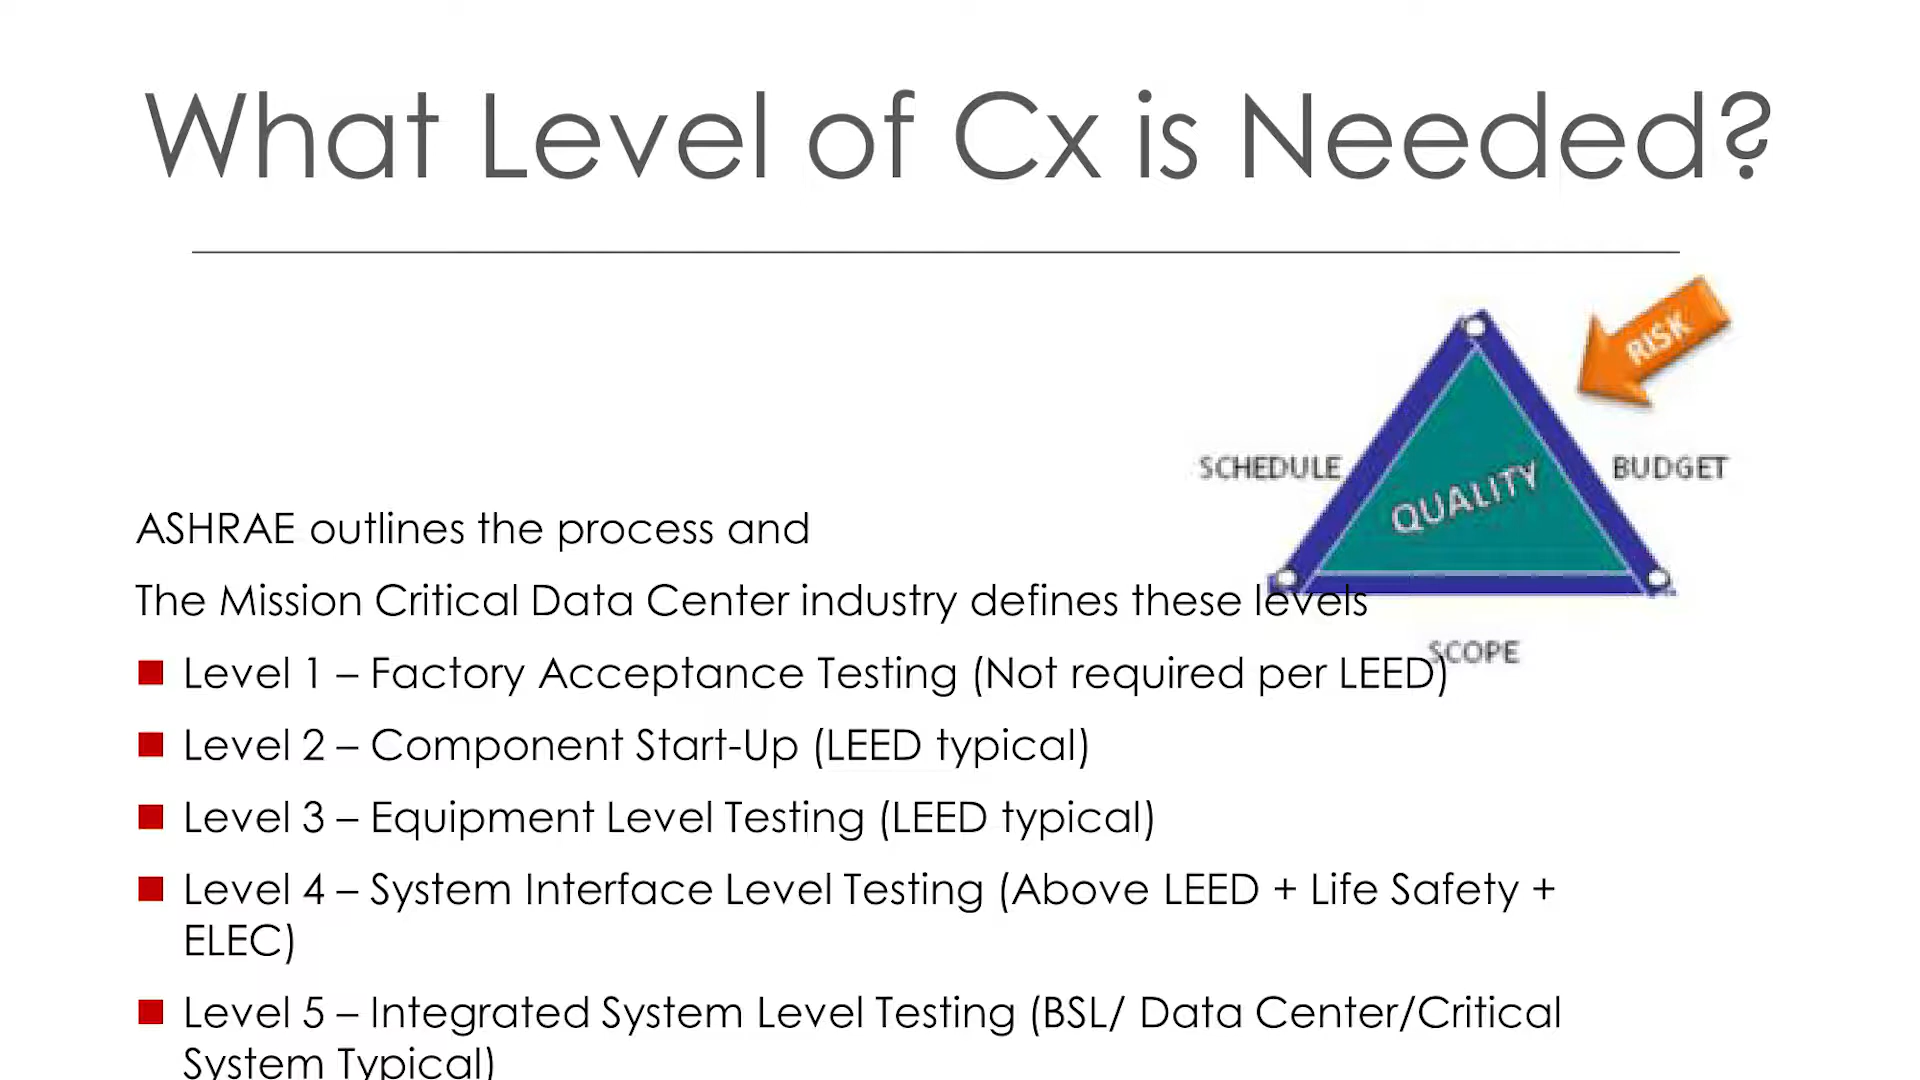 What Level of Cx is Needed?
RISK
SCHEDULE
BUDGET
QUALITY
ASHRAE outlines the process and
The Mission Critical Data Center industry defines these levels
SCOPE
Level 1 – Factory Acceptance Testing (Not required per LEED)
Level 2 – Component Start-Up (LEED typical)
Level 3 – Equipment Level Testing (LEED typical)
Level 4 – System Interface Level Testing (Above LEED + Life Safety +
ELEC)
Level 5 – Integrated System Level Testing (BSL/ Data Center/Critical
System Typical)